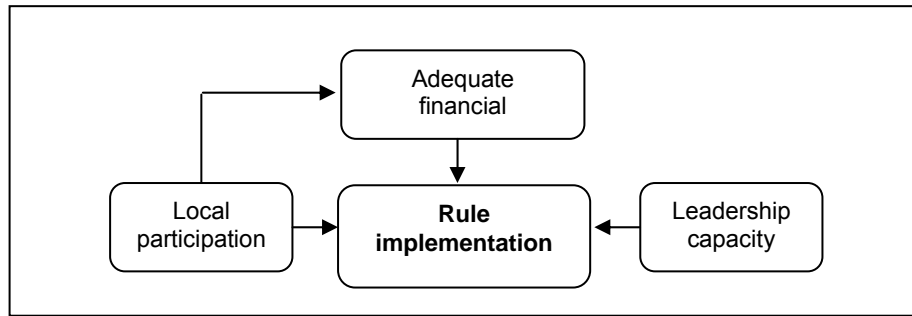 Adequate
financial
Local
participation
Rule
implementation
Leadership
capacity